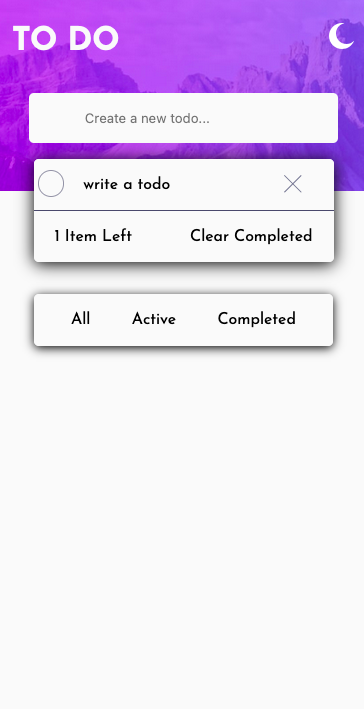 TO DO
Create a new todo...
write a todo
1 Item Left Clear Completed
All Active Completed